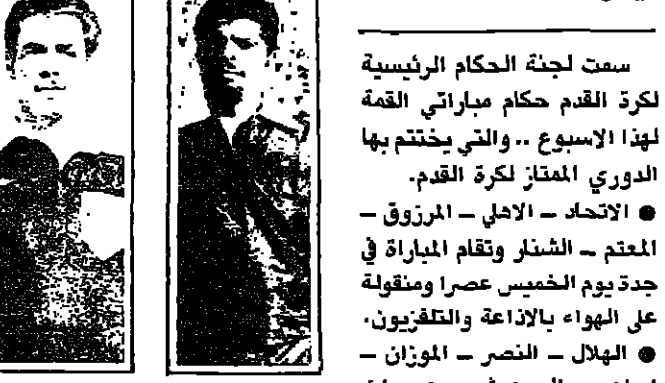 سمت لجنة الحكام الرئيسية
لكرة القدم حكام مباراتي القمة
لهذا الاسبوع .. والتي يختتم بها
الدوري الممتاز لكرة القدم.
● الاتحاد – الاهلي – المرزوق –
المعتم – الشنار وتقام المباراة في
جدة يوم الخميس عصرا ومنقولة
على الهواء بالاذاعة والتلفزيون.
● الهلال – النصر – الموزان –